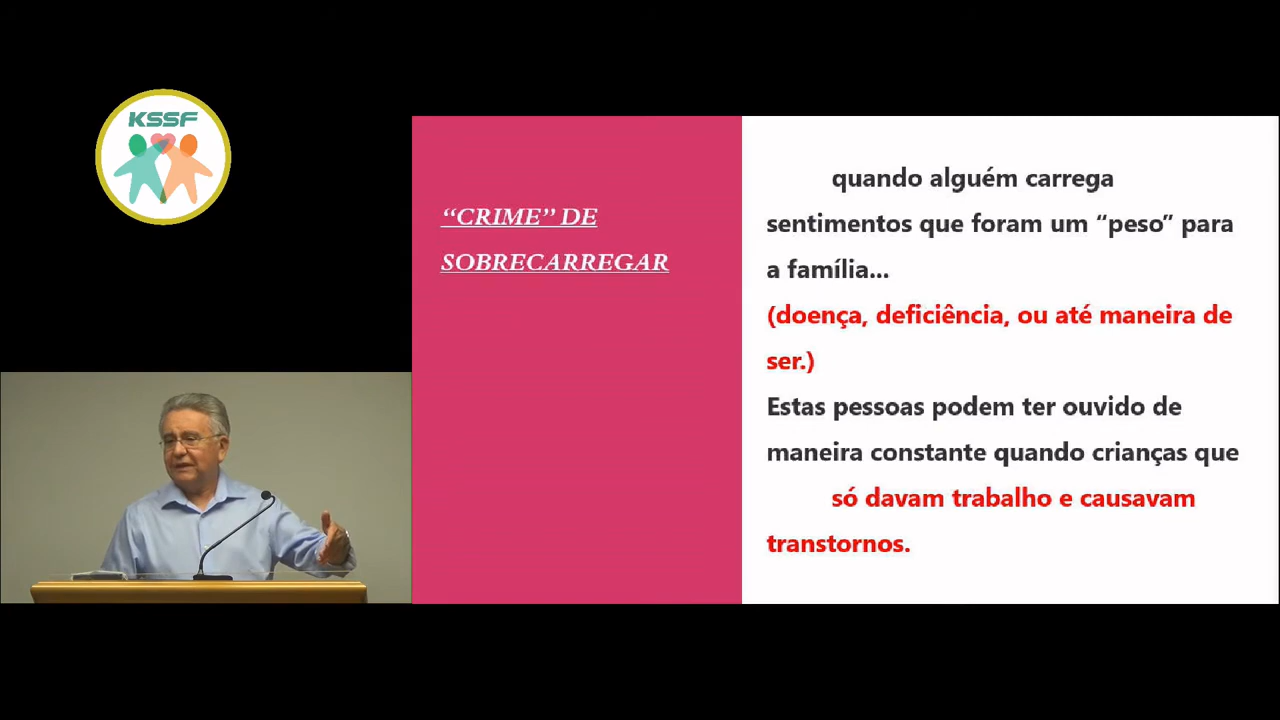 KSSF
“CRIME” DE
SOBRECARREGAR
quando alguém carrega
sentimentos que foram um “peso” para
a família...
(doença, deficiência, ou até maneira de
ser.)
Estas pessoas podem ter ouvido de
maneira constante quando crianças que
só davam trabalho e causavam
transtornos.